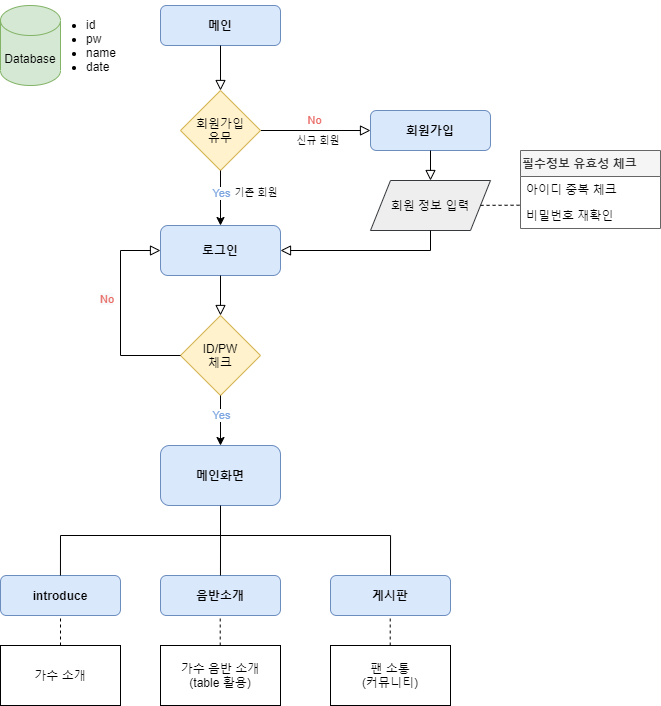 Database
id
pw
name
date
메인
회원가입
유무
No
신규 회원
회원가입
필수정보 유효성 체크
아이디 중복 체크
비밀번호 재확인
회원 정보 입력
Yes 기존 회원
로그인
No
ID/PW
체크
Yes
메인화면
introduce
음반소개
게시판
가수 소개
가수 음반 소개
(table 활용)
팬 소통
(커뮤니티)